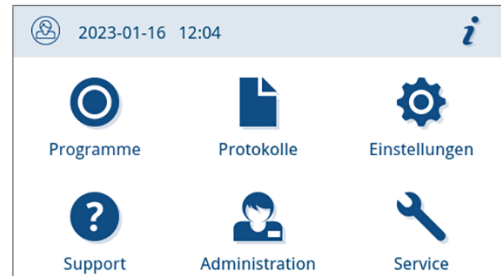 2023-01-16 12:04
Programme Protokolle Einstellungen
Support Administration Service